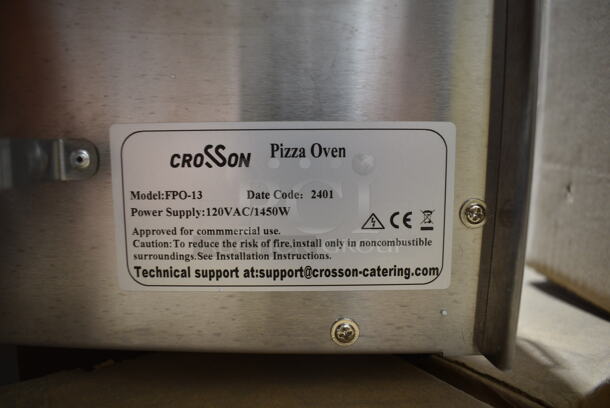 croSSon Pizza Oven
Model:FPO-13 Date Code: 2401
Power Supply:120VAC/1450W
Approved for commmercial use.
Caution:To reduce the risk of fire,install only in noncombustible
surroundings.See Installation Instructions.
Technical support at:support@crosson-catering.com
CE